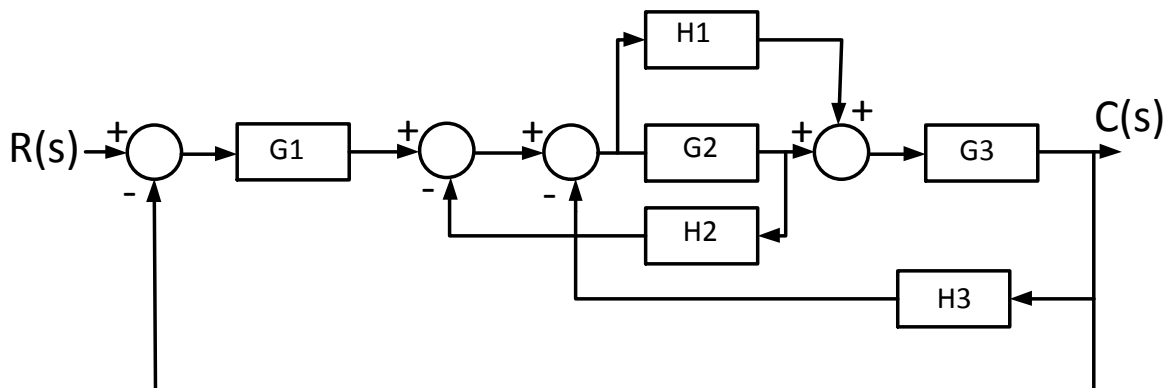 H1
+
+
R(s)
+
-
G1
+
-
+
-
G2
+
G3
C(s)
H2
H3